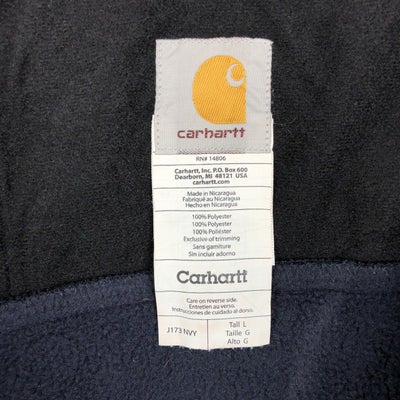 carhartt
RN# 14806
Carhartt, Inc, P.O. Box 600
Dearborn, MI 48121 USA
carhartt.com
Made in Nicaragua
Fabriqué au Nicaragua
Hecho en Nicaragua
100% Polyester
100% Polyester
100% Poliéster
Exclusive of trimming
Sans garniture
Sin incluir adorno
Carhartt
Care on reverse side.
Entretien au verso.
Instrucciones de cuidado al dorso.
J173 NVY
Tall L
Taille G
Alto G